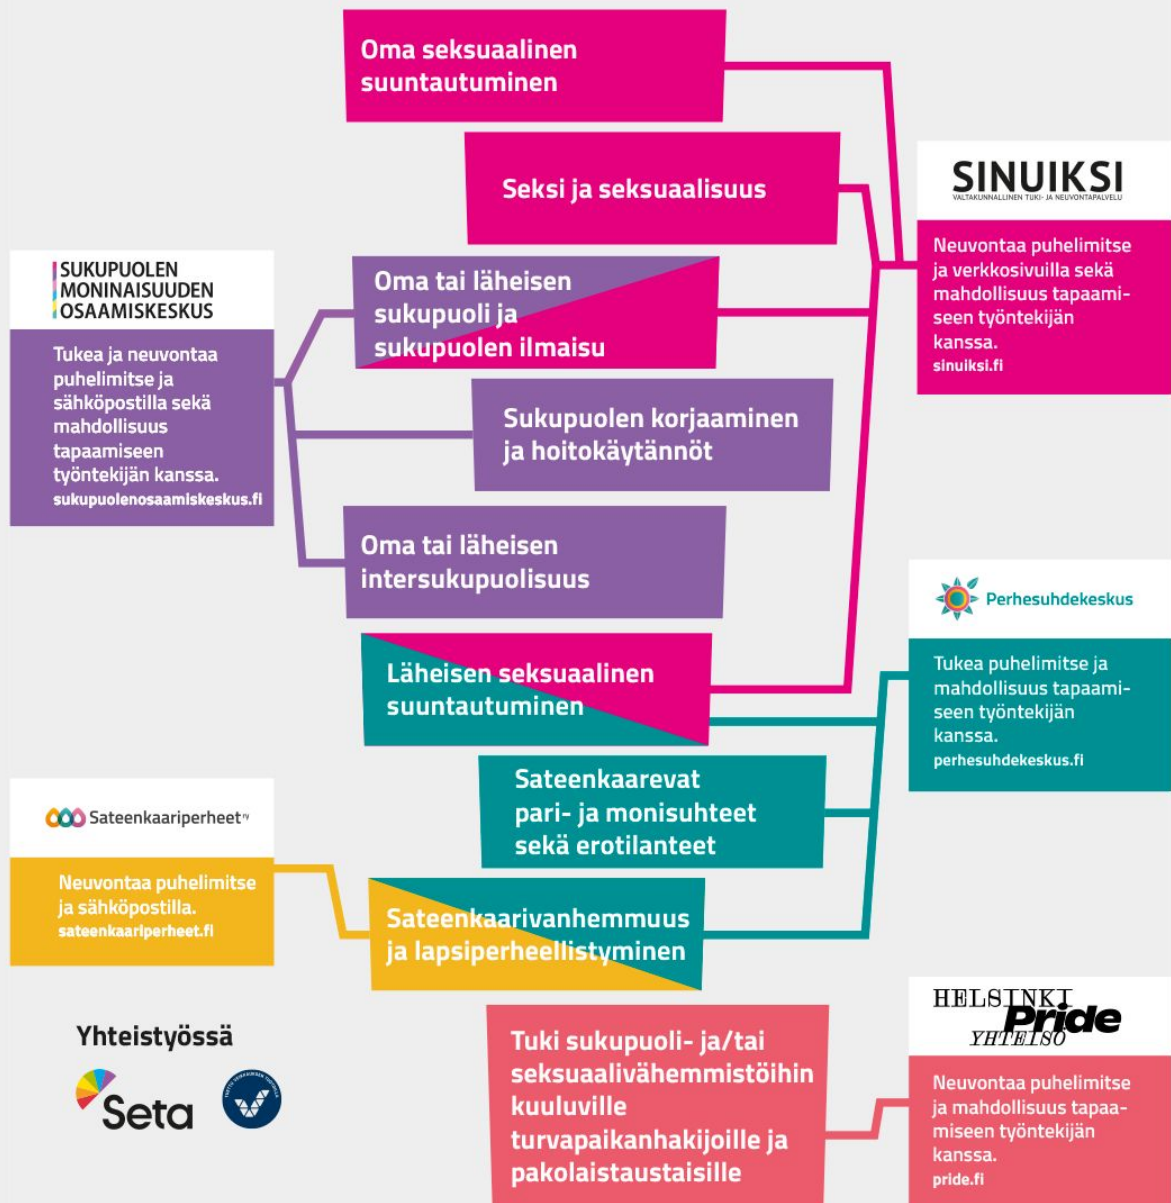 Oma seksuaalinen
suuntautuminen
Seksi ja seksuaalisuus
SINUIKSI
VALTAKUNNALLINEN TUKI- JA NEUVONTAPALVELU
Neuvontaa puhelimitse
ja verkkosivuilla sekä
mahdollisuus tapaami-
seen työntekijän
kanssa.
sinuiksi.fi
SUKUPUOLEN
MONINAISUUDEN
OSAAMISKESKUS
Tukea ja neuvontaa
puhelimitse ja
sähköpostilla sekä
mahdollisuus
tapaamiseen
työntekijän kanssa.
sukupuolenosaamiskeskus.fi
Oma tai läheisen
sukupuoli ja
sukupuolen ilmaisu
Sukupuolen korjaaminen
ja hoitokäytännöt
Oma tai läheisen
intersukupuolisuus
Läheisen seksuaalinen
suuntautuminen
Perhesuhdekeskus
Tukea puhelimitse ja
mahdollisuus tapaami-
seen työntekijän
kanssa.
perhesuhdekeskus.fi
Sateenkaarevat
pari- ja monisuhteet
sekä erotilanteet
Sateenkaariperheet ry
Neuvontaa puhelimitse
ja sähköpostilla.
sateenkaariperheet.fi
Sateenkaarivanhemmuus
ja lapsiperheellistyminen
Tuki sukupuoli- ja/tai
seksuaalivähemmistöihin
kuuluville
turvapaikanhakijoille ja
pakolaistaustaisille
HELSINKI
Pride
YHTEISÖ
Neuvontaa puhelimitse
ja mahdollisuus tapaa-
miseen työntekijän
kanssa.
pride.fi
Yhteistyössä
Seta